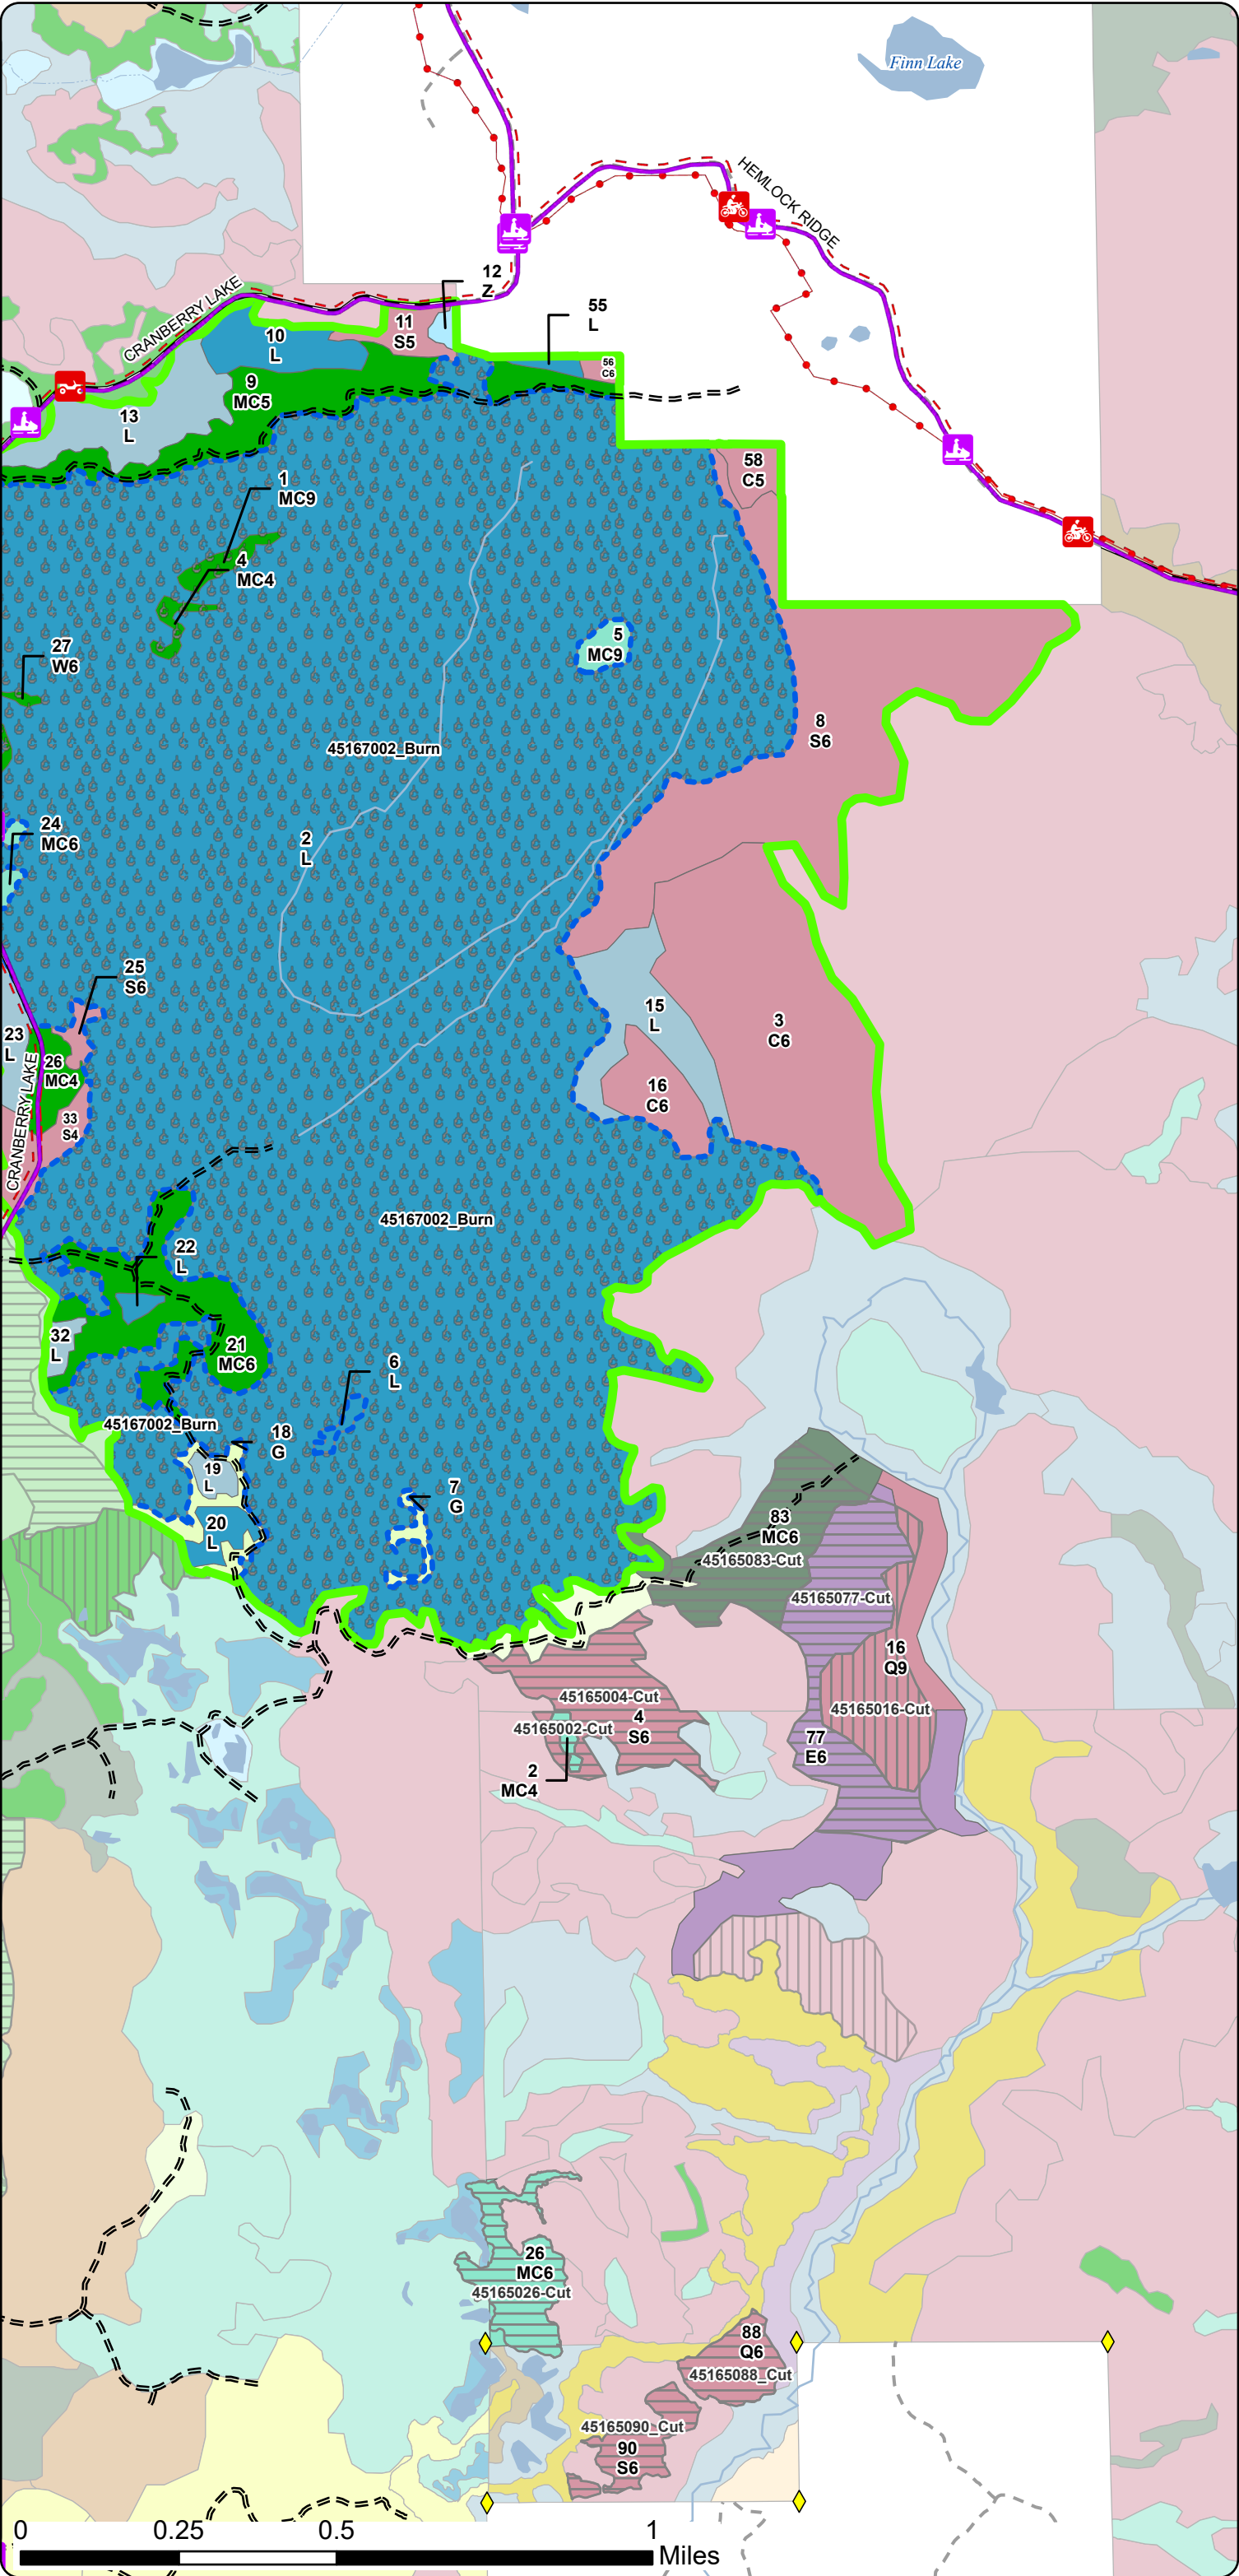 Finn Lake
HEMLOCK RIDGE
CRANBERRY LAKE
12
Z
55
L
11
S5
10
L
56
C6
9
MC5
13
L
58
C5
1
MC9
4
MC4
5
MC9
27
W6
8
S6
45167002_Burn
24
MC6
2
L
25
S6
15
L
3
C6
23
L
26
MC4
CRANBERRY LAKE
16
C6
33
S4
45167002_Burn
22
L
32
L
21
MC6
6
L
45167002_Burn
18
G
19
L
7
G
20
L
83
MC6
45165083-Cut
45165077-Cut
16
Q9
45165004-Cut
45165016-Cut
45165002-Cut
4
S6
77
E6
2
MC4
26
MC6
45165026-Cut
88
Q6
45165088_Cut
45165090_Cut
90
S6
0 0.25 0.5 1
Miles